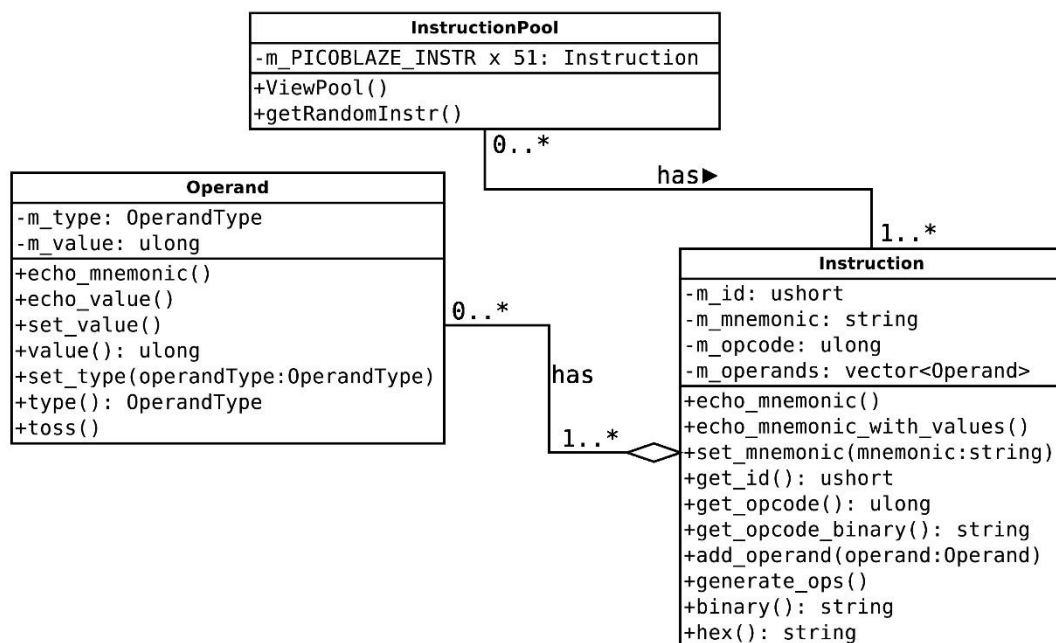 InstructionPool
-m_PICOBLAZE_INSTR x 51: Instruction
+ViewPool()
+getRandomInstr()
0..*
has▶
1..*
Operand
-m_type: OperandType
-m_value: ulong
+echo_mnemonic()
+echo_value()
+set_value()
+value(): ulong
+set_type(operandType:OperandType)
+type(): OperandType
+toss()
0..*
has
1..*
Instruction
-m_id: ushort
-m_mnemonic: string
-m_opcode: ulong
-m_operands: vector<Operand>
+echo_mnemonic()
+echo_mnemonic_with_values()
+set_mnemonic(mnemonic:string)
+get_id(): ushort
+get_opcode(): ulong
+get_opcode_binary(): string
+add_operand(operand:Operand)
+generate_ops()
+binary(): string
+hex(): string